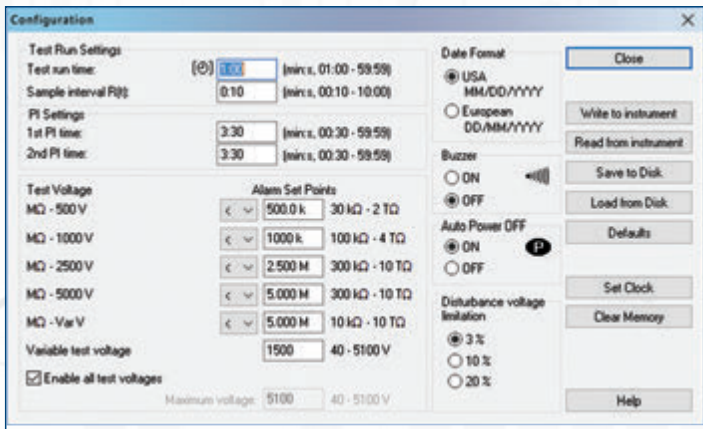 Configuration
Test Run Settings
Test run time: 1:00 (min:s, 01:00 - 59:59)
Sample interval R(t): 0:10 (min:s, 00:10 - 10:00)
PI Settings
1st PI time: 3:30 (min:s, 00:30 - 59:59)
2nd PI time: 3:30 (min:s, 00:30 - 59:59)
Test Voltage Alarm Set Points
MΩ - 500 V < 500.0 k 30 kΩ - 2 TΩ
MΩ - 1000 V < 1000 k 100 kΩ - 4 TΩ
MΩ - 2500 V < 2.500 M 300 kΩ - 10 TΩ
MΩ - 5000 V < 5.000 M 300 kΩ - 10 TΩ
MΩ - Var V < 5.000 M 10 kΩ - 10 TΩ
Variable test voltage 1500 40 - 5100 V
Enable all test voltages
Maximum voltage: 5100 40 - 5100 V
Date Format
USA
MM/DD/YYYY
European
DD/MM/YYYY
Buzzer
ON
OFF
Auto Power OFF
ON P
OFF
Disturbance voltage
limitation
3 %
10 %
20 %
Close
Write to instrument
Read from instrument
Save to Disk
Load from Disk
Defaults
Set Clock
Clear Memory
Help